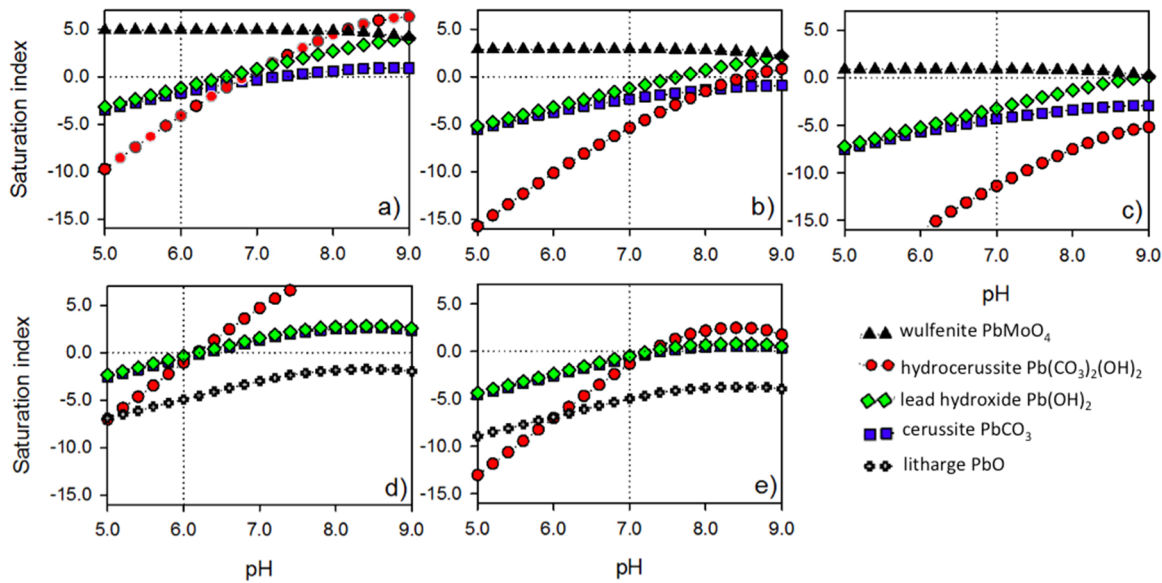 Saturation index
5.0
0.0
-5.0
-10.0
-15.0
a)
5.0 6.0 7.0 8.0 9.0
5.0
0.0
-5.0
-10.0
-15.0
b)
5.0 6.0 7.0 8.0 9.0
5.0
0.0
-5.0
-10.0
-15.0
c)
5.0 6.0 7.0 8.0 9.0
pH
Saturation index
5.0
0.0
-5.0
-10.0
-15.0
d)
5.0 6.0 7.0 8.0 9.0
pH
5.0
0.0
-5.0
-10.0
-15.0
e)
5.0 6.0 7.0 8.0 9.0
pH
wulfenite PbMoO₄
hydrocerussite Pb(CO₃)₂(OH)₂
lead hydroxide Pb(OH)₂
cerussite PbCO₃
litharge PbO